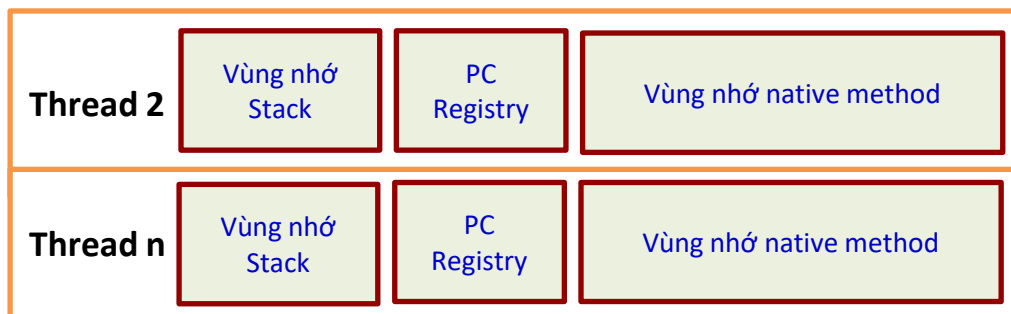 Thread 2
Vùng nhớ
Stack
PC
Registry
Vùng nhớ native method
Thread n
Vùng nhớ
Stack
PC
Registry
Vùng nhớ native method